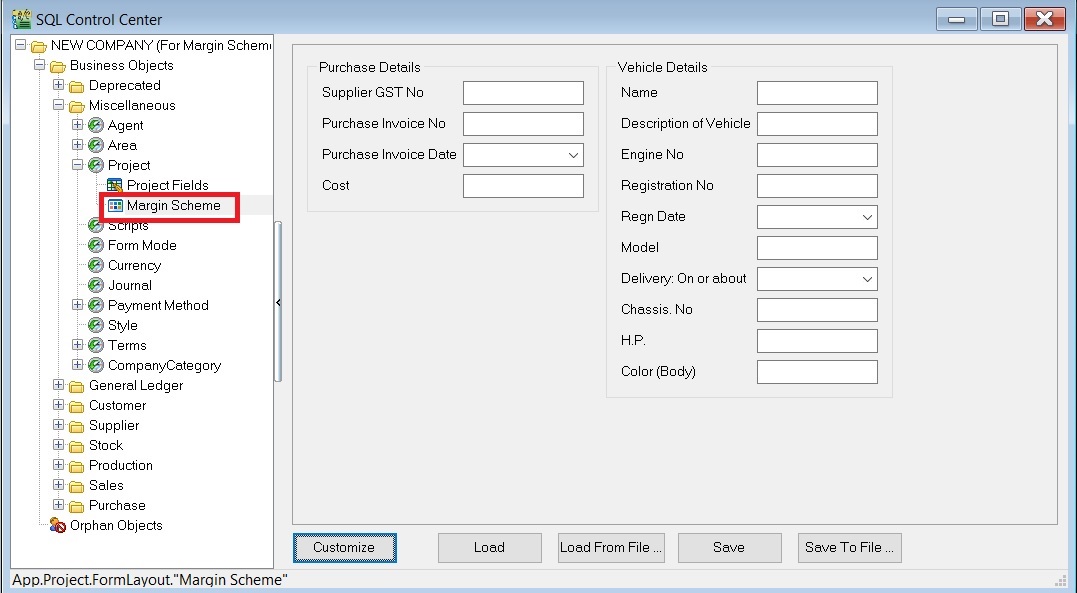 SQL Control Center
NEW COMPANY (For Margin Scheme
Business Objects
Deprecated
Miscellaneous
Agent
Area
Project
Project Fields
Margin Scheme
Scripts
Form Mode
Currency
Journal
Payment Method
Style
Terms
CompanyCategory
General Ledger
Customer
Supplier
Stock
Production
Sales
Purchase
Orphan Objects
Purchase Details
Supplier GST No
Purchase Invoice No
Purchase Invoice Date
Cost
Vehicle Details
Name
Description of Vehicle
Engine No
Registration No
Regn Date
Model
Delivery: On or about
Chassis. No
H.P.
Color (Body)
Customize
Load
Load From File ...
Save
Save To File ...
App.Project.FormLayout."Margin Scheme"